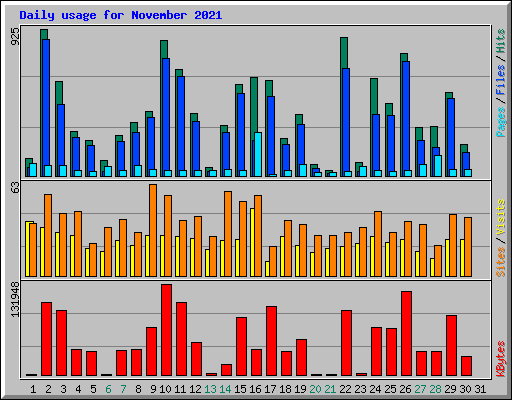 Daily usage for November 2021
925
Pages / Files / Hits
63
Sites / Visits
131948
KBytes
1 2 3 4 5 6 7 8 9 10 11 12 13 14 15 16 17 18 19 20 21 22 23 24 25 26 27 28 29 30 31